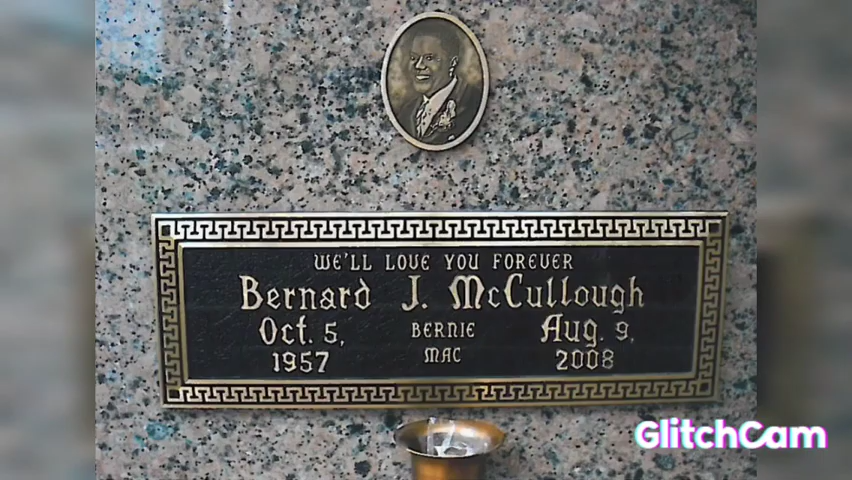 WE'LL LOVE YOU FOREVER
Bernard J. McCullough
Oct. 5, BERNIE Aug. 9,
1957 MAC 2008
GlitchCam